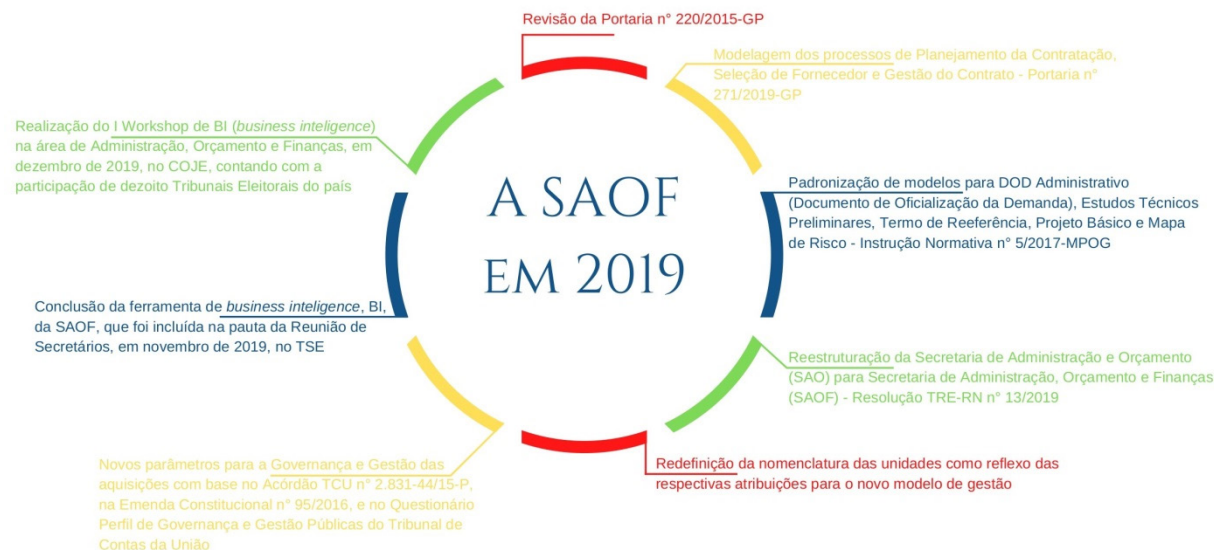 Revisão da Portaria n° 220/2015-GP
Modelagem dos processos de Planejamento da Contratação,
Seleção de Fornecedor e Gestão do Contrato - Portaria n°
271/2019-GP
Padronização de modelos para DOD Administrativo
(Documento de Oficialização da Demanda), Estudos Técnicos
Preliminares, Termo de Reeferência, Projeto Básico e Mapa
de Risco - Instrução Normativa n° 5/2017-MPOG
Reestruturação da Secretaria de Administração e Orçamento
(SAO) para Secretaria de Administração, Orçamento e Finanças
(SAOF) - Resolução TRE-RN n° 13/2019
Redefinição da nomenclatura das unidades como reflexo das
respectivas atribuições para o novo modelo de gestão
Novos parâmetros para a Governança e Gestão das
aquisições com base no Acórdão TCU n° 2.831-44/15-P,
na Emenda Constitucional n° 95/2016, e no Questionário
Perfil de Governança e Gestão Públicas do Tribunal de
Contas da União
Conclusão da ferramenta de business inteligence, BI,
da SAOF, que foi incluída na pauta da Reunião de
Secretários, em novembro de 2019, no TSE
Realização do I Workshop de BI (business inteligence)
na área de Administração, Orçamento e Finanças, em
dezembro de 2019, no COJE, contando com a
participação de dezoito Tribunais Eleitorais do país
A SAOF
EM 2019